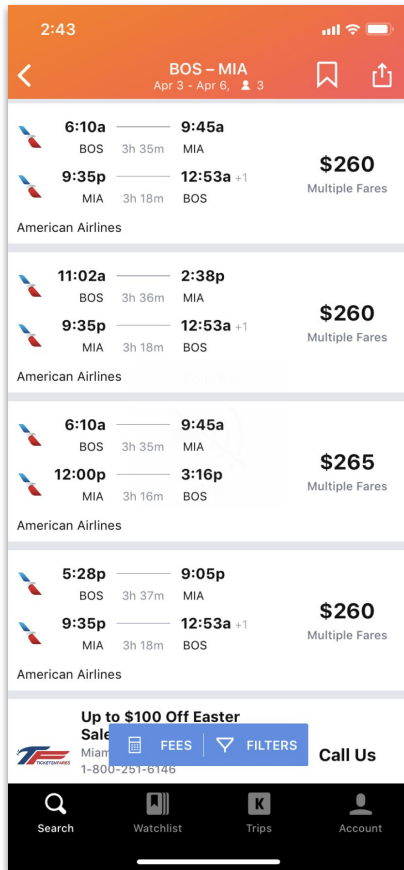 2:43
BOS – MIA
Apr 3 - Apr 6, 3
6:10a 9:45a
BOS 3h 35m MIA
$260
Multiple Fares
9:35p 12:53a +1
MIA 3h 18m BOS
American Airlines
11:02a 2:38p
BOS 3h 36m MIA
$260
Multiple Fares
9:35p 12:53a +1
MIA 3h 18m BOS
American Airlines
6:10a 9:45a
BOS 3h 35m MIA
$265
Multiple Fares
12:00p 3:16p
MIA 3h 16m BOS
American Airlines
5:28p 9:05p
BOS 3h 37m MIA
$260
Multiple Fares
9:35p 12:53a +1
MIA 3h 18m BOS
American Airlines
Up to $100 Off Easter
Sale
TICKETSNFARES
Miam
1-800-251-6146
Call Us
FEES FILTERS
K
Search Watchlist Trips Account